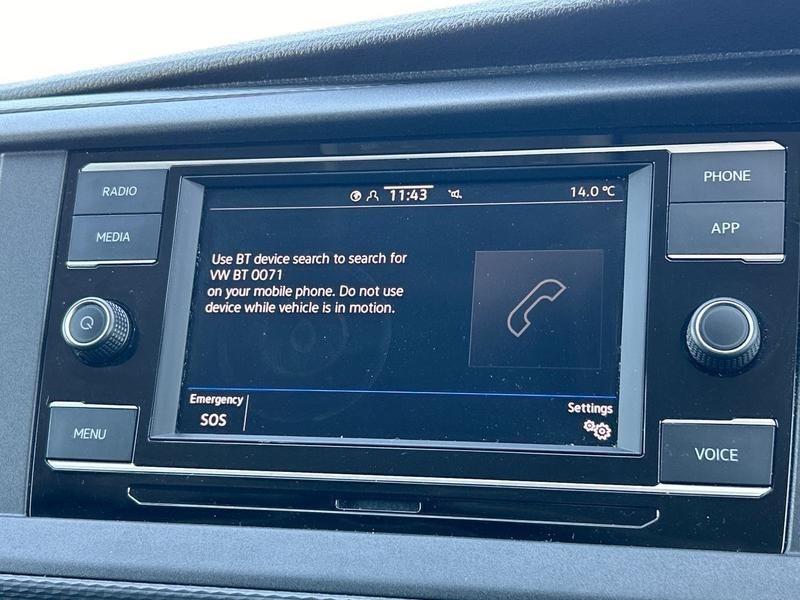 RADIO
MEDIA
MENU
11:43
14.0 °C
Use BT device search to search for
VW BT 0071
on your mobile phone. Do not use
device while vehicle is in motion.
Emergency
SOS
Settings
PHONE
APP
VOICE